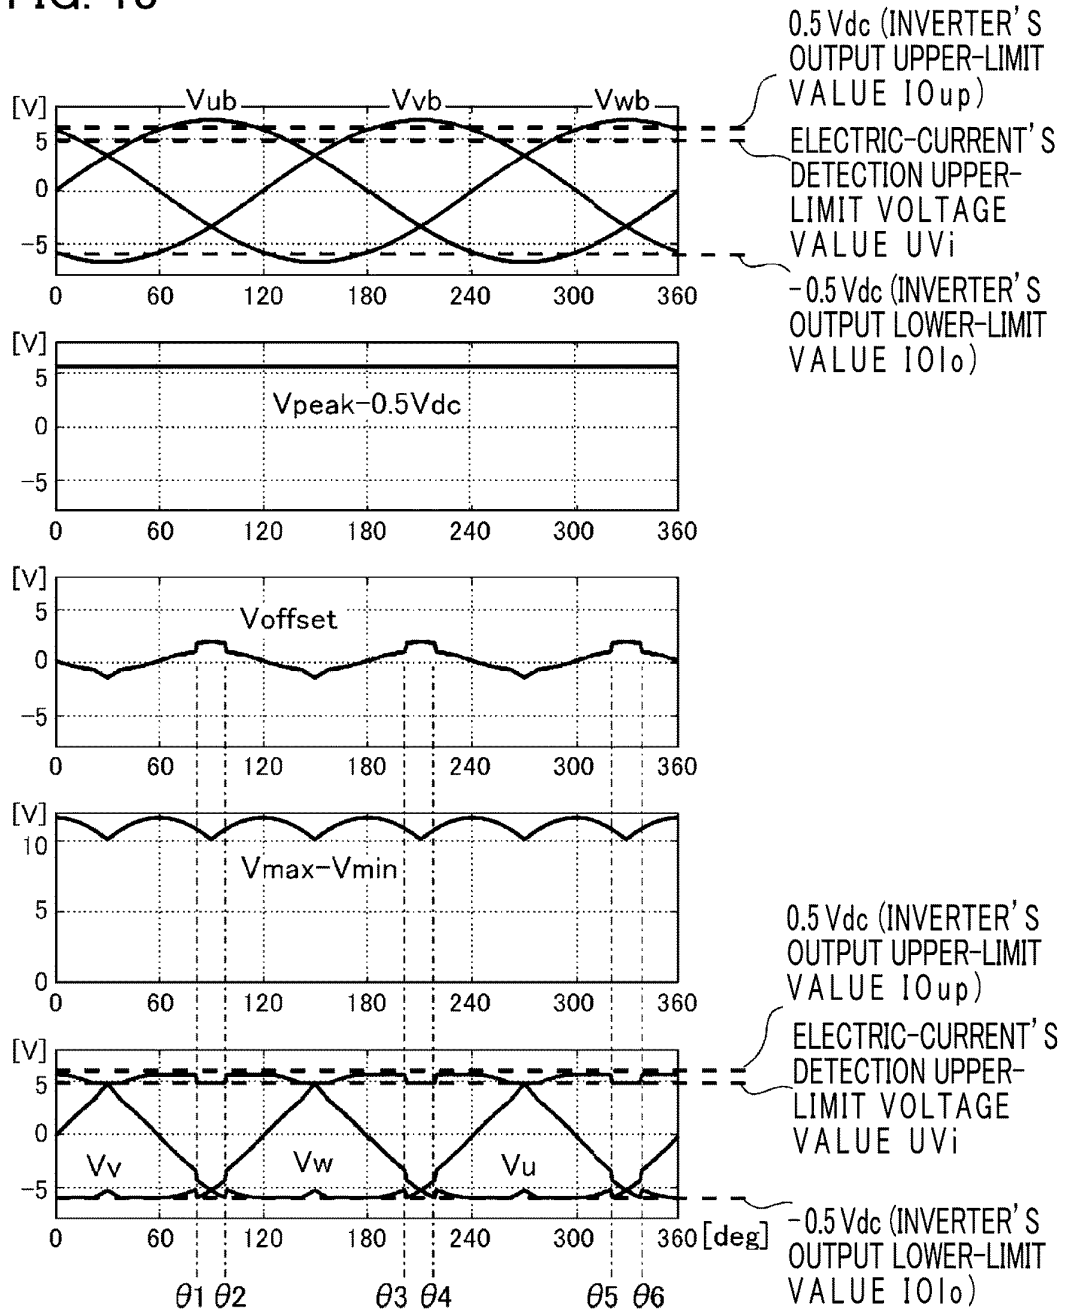 0.5 Vdc (INVERTER'S
OUTPUT UPPER-LIMIT
VALUE IOup)
[V]
Vub
Vvb
Vwb
5
0
-5
0 60 120 180 240 300 360
ELECTRIC-CURRENT'S
DETECTION UPPER-
LIMIT VOLTAGE
VALUE UVi
-0.5 Vdc (INVERTER'S
OUTPUT LOWER-LIMIT
VALUE IOlo)
[V]
5
Vpeak-0.5Vdc
0
-5
0 60 120 180 240 300 360
[V]
5
Voffset
0
-5
0 60 120 180 240 300 360
[V]
10
Vmax-Vmin
5
0
0 60 120 180 240 300 360
0.5 Vdc (INVERTER'S
OUTPUT UPPER-LIMIT
VALUE IOup)
ELECTRIC-CURRENT'S
DETECTION UPPER-
LIMIT VOLTAGE
VALUE UVi
[V]
5
0
Vv
Vw
Vu
-5
0 60 120 180 240 300 360 [deg]
θ1 θ2 θ3 θ4 θ5 θ6
-0.5 Vdc (INVERTER'S
OUTPUT LOWER-LIMIT
VALUE IOlo)